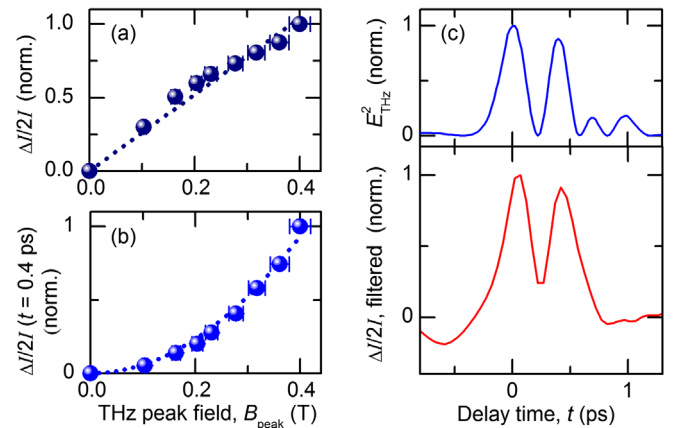 (a)
ΔI/2I (norm.)
1.0
0.5
0.0
0.0
0.2
0.4
(b)
ΔI/2I (t = 0.4 ps)
(norm.)
1
0
0.0
0.2
0.4
THz peak field, B_peak (T)
(c)
E²_THz (norm.)
1
0
ΔI/2I, filtered (norm.)
1
0
0
1
Delay time, t (ps)